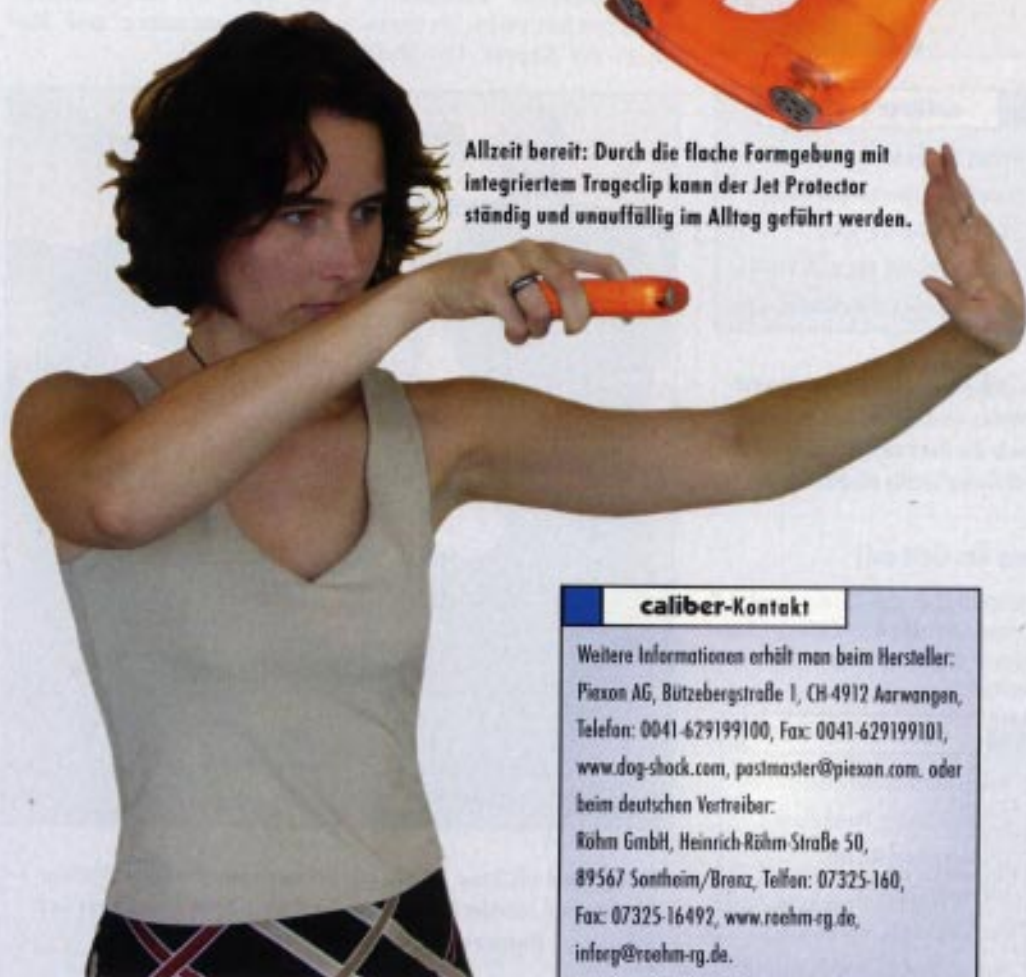 Allzeit bereit: Durch die flache Formgebung mit
integriertem Trageclip kann der Jet Protector
ständig und unauffällig im Alltag geführt werden.
caliber-Kontakt
Weitere Informationen erhält man beim Hersteller:
Piexon AG, Bützebergstraße 1, CH-4912 Aarwangen,
Telefon: 0041-629199100, Fax: 0041-629199101,
www.dog-shock.com, postmaster@piexon.com. oder
beim deutschen Vertreiber:
Röhm GmbH, Heinrich-Röhm-Straße 50,
89567 Sontheim/Brenz, Telfon: 07325-160,
Fax: 07325-16492, www.roehm-rg.de,
inforg@roehm-rg.de.